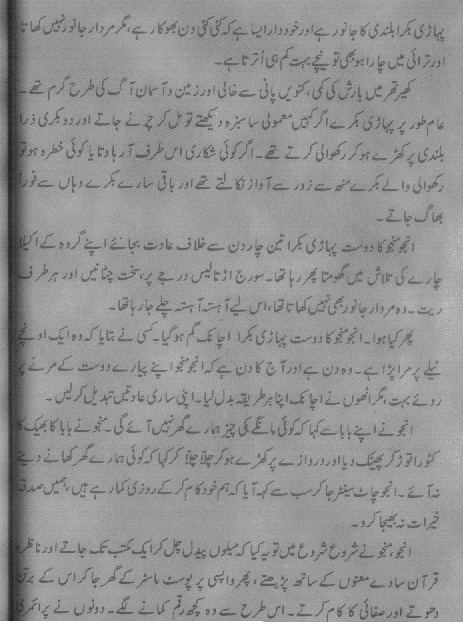 پہاڑی بکرا بلندی کا جانور ہے اور خوددار ایسا ہے کہ کئی کئی دن بھوکا رہے، مگر مردار جانور نہیں کھاتا
اور ترائی میں چارا ہو بھی تو نیچے بہت کم ہی اُترتا ہے۔
کھیر تھر میں بارش کی کمی، کنویں پانی سے خالی اور زمین و آسمان آگ کی طرح گرم تھے۔
عام طور پر پہاڑی بکرے اگر کہیں معمولی سا سبزہ دیکھتے تو مل کر چرنے جاتے اور دو بکری ذرا
بلندی پر کھڑے ہو کر رکھوالی کرتے تھے۔ اگر کوئی شکاری اس طرف آ رہا ہوتا یا کوئی خطرہ ہوتو
رکھوالی والے بکرے منھ سے زور سے آواز نکالتے تھے اور باقی سارے بکرے وہاں سے فوراً
بھاگ جاتے۔
انجو منجو کا دوست پہاڑی بکرا تین چار دن سے خلاف عادت بجائے اپنے گروہ کے اکیلا
چارے کی تلاش میں گھومتا پھر رہا تھا۔ سورج اڑتالیس درجے پر، سخت چٹانیں اور ہر طرف
ریت۔ وہ مردار جانور بھی نہیں کھاتا تھا، اس لیے آہستہ آہستہ چلے جا رہا تھا۔
پھر کیا ہوا۔ انجو منجو کا دوست پہاڑی بکرا اچانک گم ہوگیا۔ کسی نے بتایا کہ وہ ایک اونچے
ٹیلے پر مرا پڑا ہے۔ وہ دن ہے اور آج کا دن ہے کہ انجو منجو اپنے پیارے دوست کے مرنے پر
روئے بہت، مگر انھوں نے اچانک اپنا ہر طریقہ بدل لیا۔ اپنی ساری عادتیں تبدیل کر لیں۔
انجو نے اپنے بابا سے کہا کہ کوئی مانگے کی چیز ہمارے گھر نہیں آئے گی۔ منجو نے بابا کا بھیک کا
کٹورا توڑ کر پھینک دیا اور دروازے پر کھڑے ہو کر چلّا چلّا کر کہا کہ کوئی ہمارے گھر کھانے دینے
نہ آئے۔ انجو چاٹ سینٹر جا کر سب سے کہہ آیا کہ ہم خود کام کر کے روزی کما رہے ہیں، ہمیں صدقہ
خیرات نہ بھیجا کرو۔
انجو، منجو نے شروع شروع میں تو یہ کیا کہ میلوں پیدل چل کر ایک مکتب تک جاتے اور ناظرہ
قرآن سادے معنوں کے ساتھ پڑھتے، پھر واپسی پر پوسٹ ماسٹر کے گھر جا کر اس کے برتن
دھوتے اور صفائی کا کام کرتے۔ اس طرح سے وہ کچھ رقم کمانے لگے۔ دونوں نے پرائمری